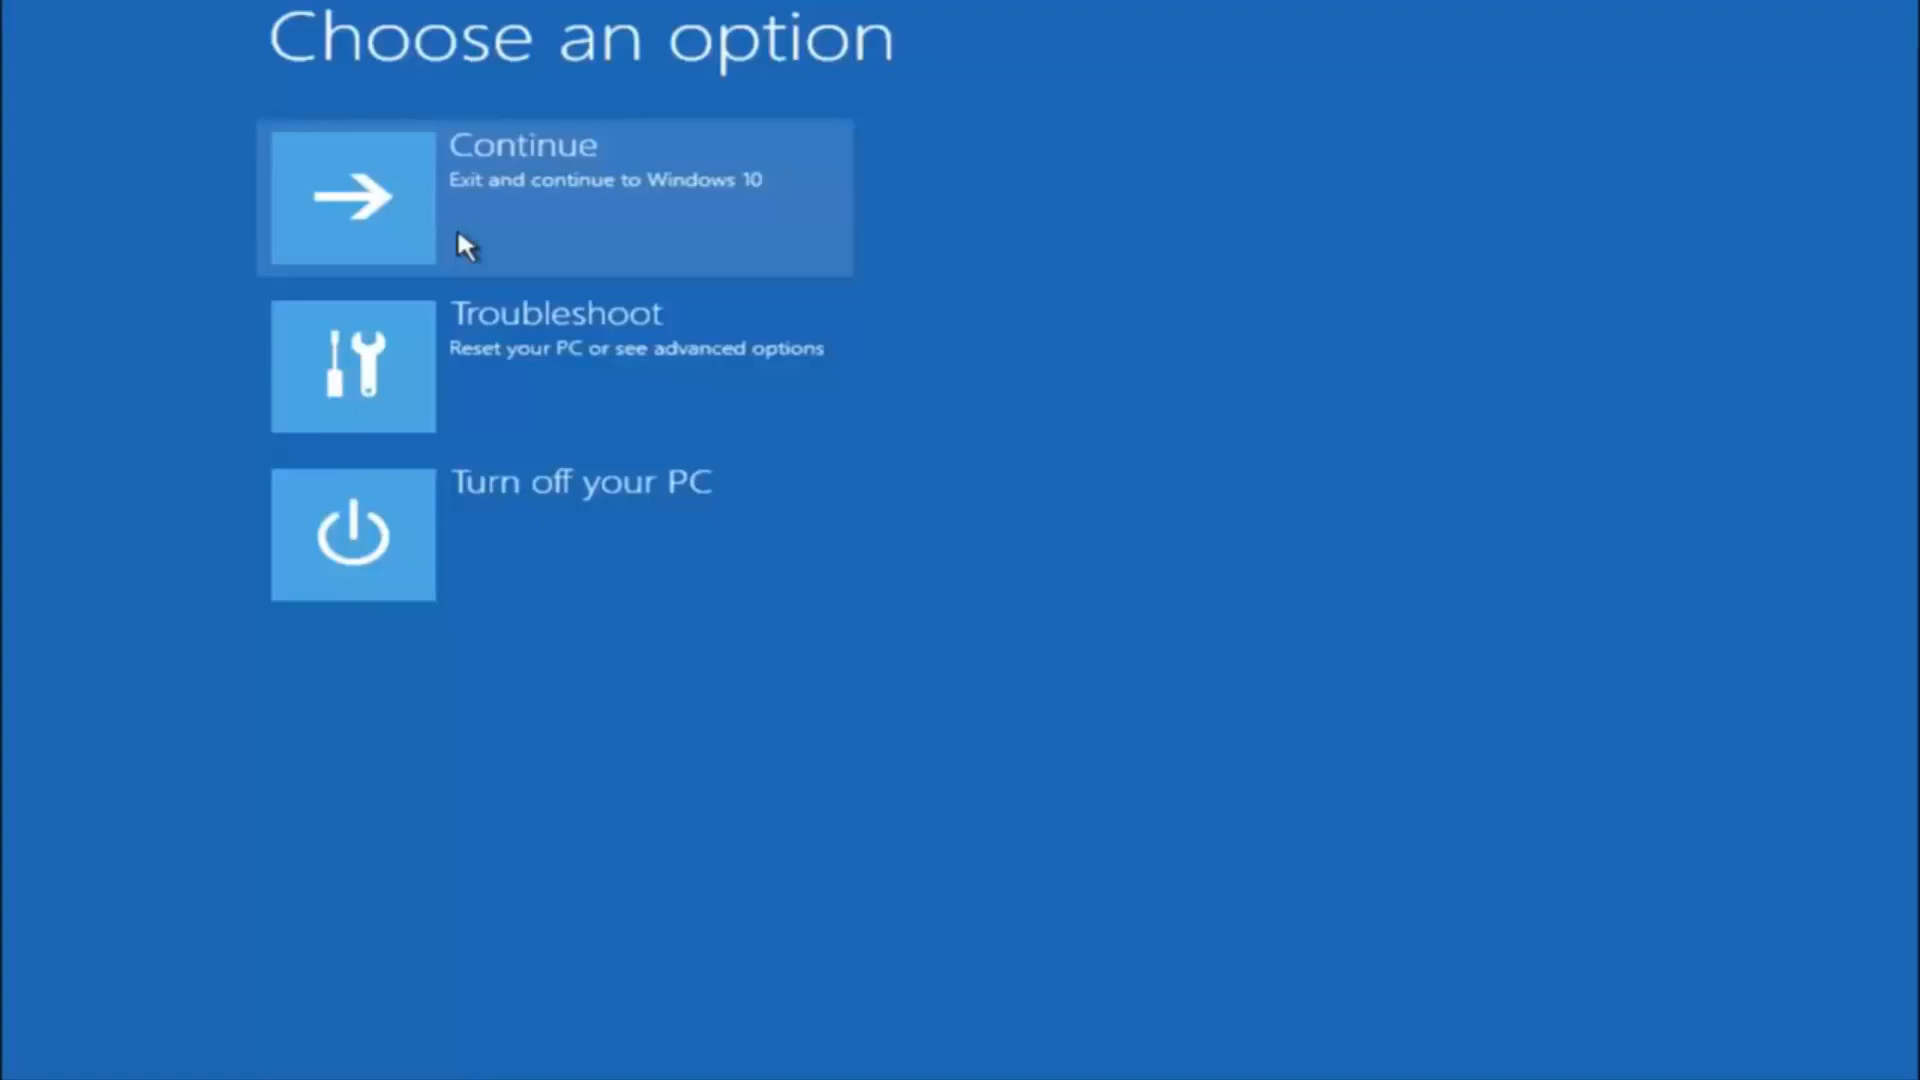 Choose an option
Continue
Exit and continue to Windows 10
Troubleshoot
Reset your PC or see advanced options
Turn off your PC